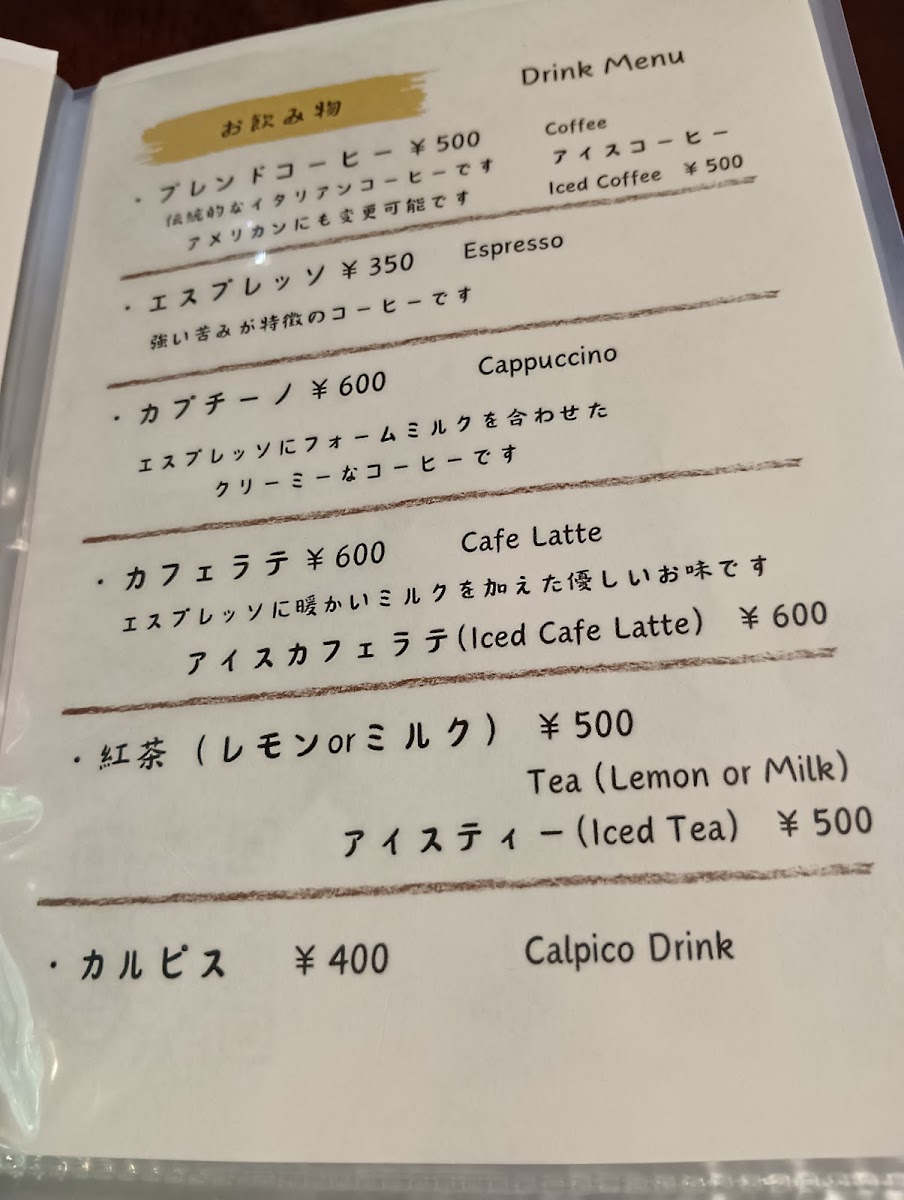 お飲み物 Drink Menu
・ブレンドコーヒー ¥500 Coffee
伝統的なイタリアンコーヒーです アイスコーヒー
アメリカンにも変更可能です Iced Coffee ¥500
・エスプレッソ ¥350 Espresso
強い苦みが特徴のコーヒーです
・カプチーノ ¥600 Cappuccino
エスプレッソにフォームミルクを合わせた
クリーミーなコーヒーです
・カフェラテ ¥600 Cafe Latte
エスプレッソに暖かいミルクを加えた優しいお味です
アイスカフェラテ(Iced Cafe Latte) ¥600
・紅茶(レモンorミルク) ¥500
Tea (Lemon or Milk)
アイスティー(Iced Tea) ¥500
・カルピス ¥400 Calpico Drink